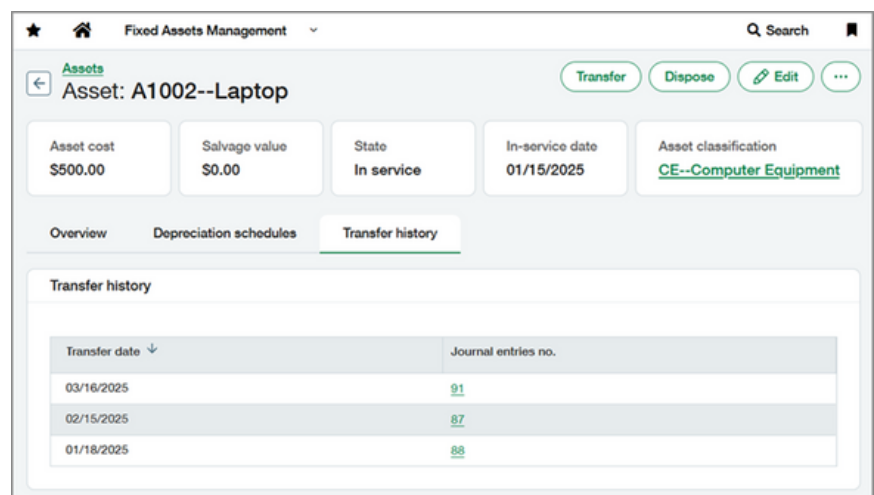 Fixed Assets Management Search
Assets
Asset: A1002--Laptop
Transfer Dispose Edit ...
Asset cost Salvage value State In-service date Asset classification
$500.00 $0.00 In service 01/15/2025 CE--Computer Equipment
Overview Depreciation schedules Transfer history
Transfer history
Transfer date Journal entries no.
03/16/2025 91
02/15/2025 87
01/18/2025 88